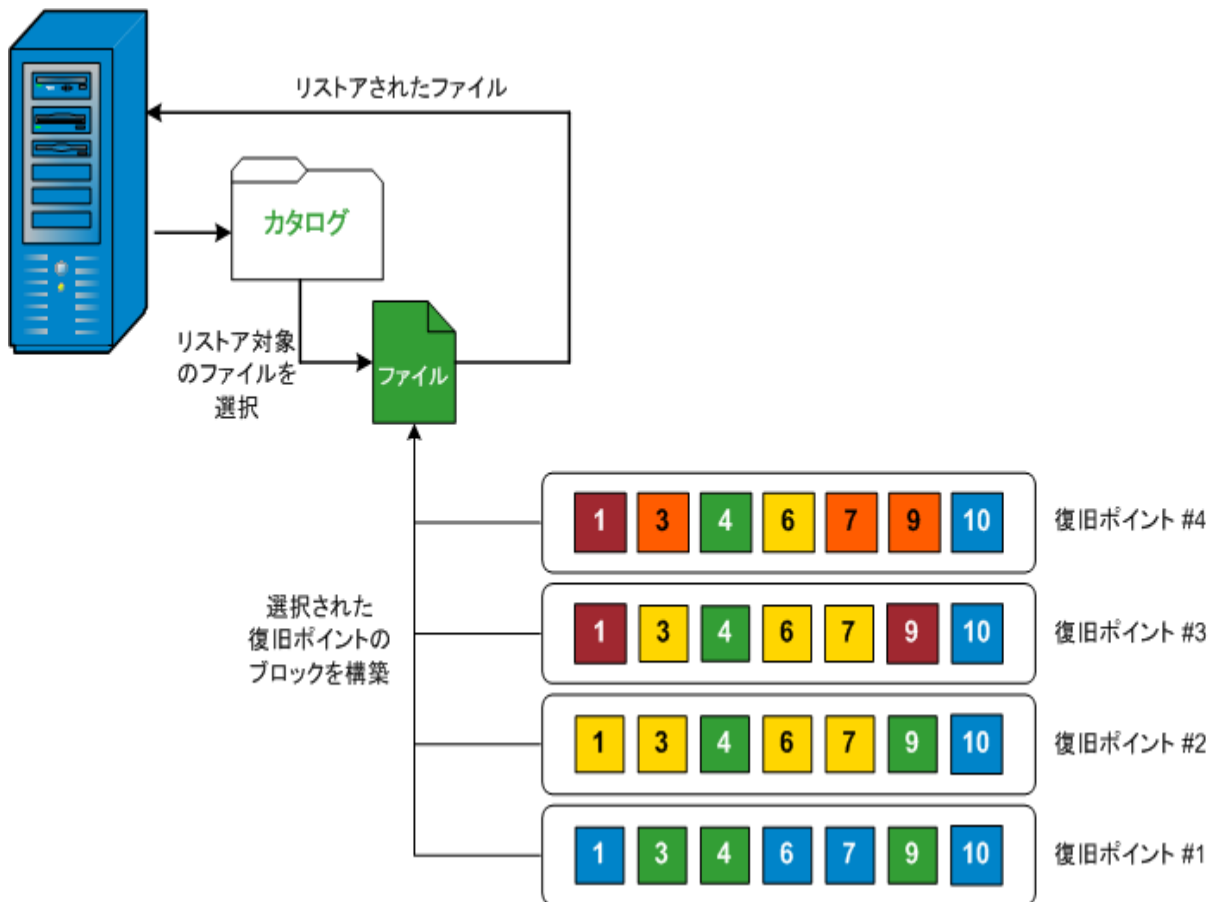 リストアされたファイル
カタログ
リストア対象
のファイルを
選択
ファイル
1 3 4 6 7 9 10 復旧ポイント #4
選択された
復旧ポイントの
ブロックを構築
1 3 4 6 7 9 10 復旧ポイント #3
1 3 4 6 7 9 10 復旧ポイント #2
1 3 4 6 7 9 10 復旧ポイント #1